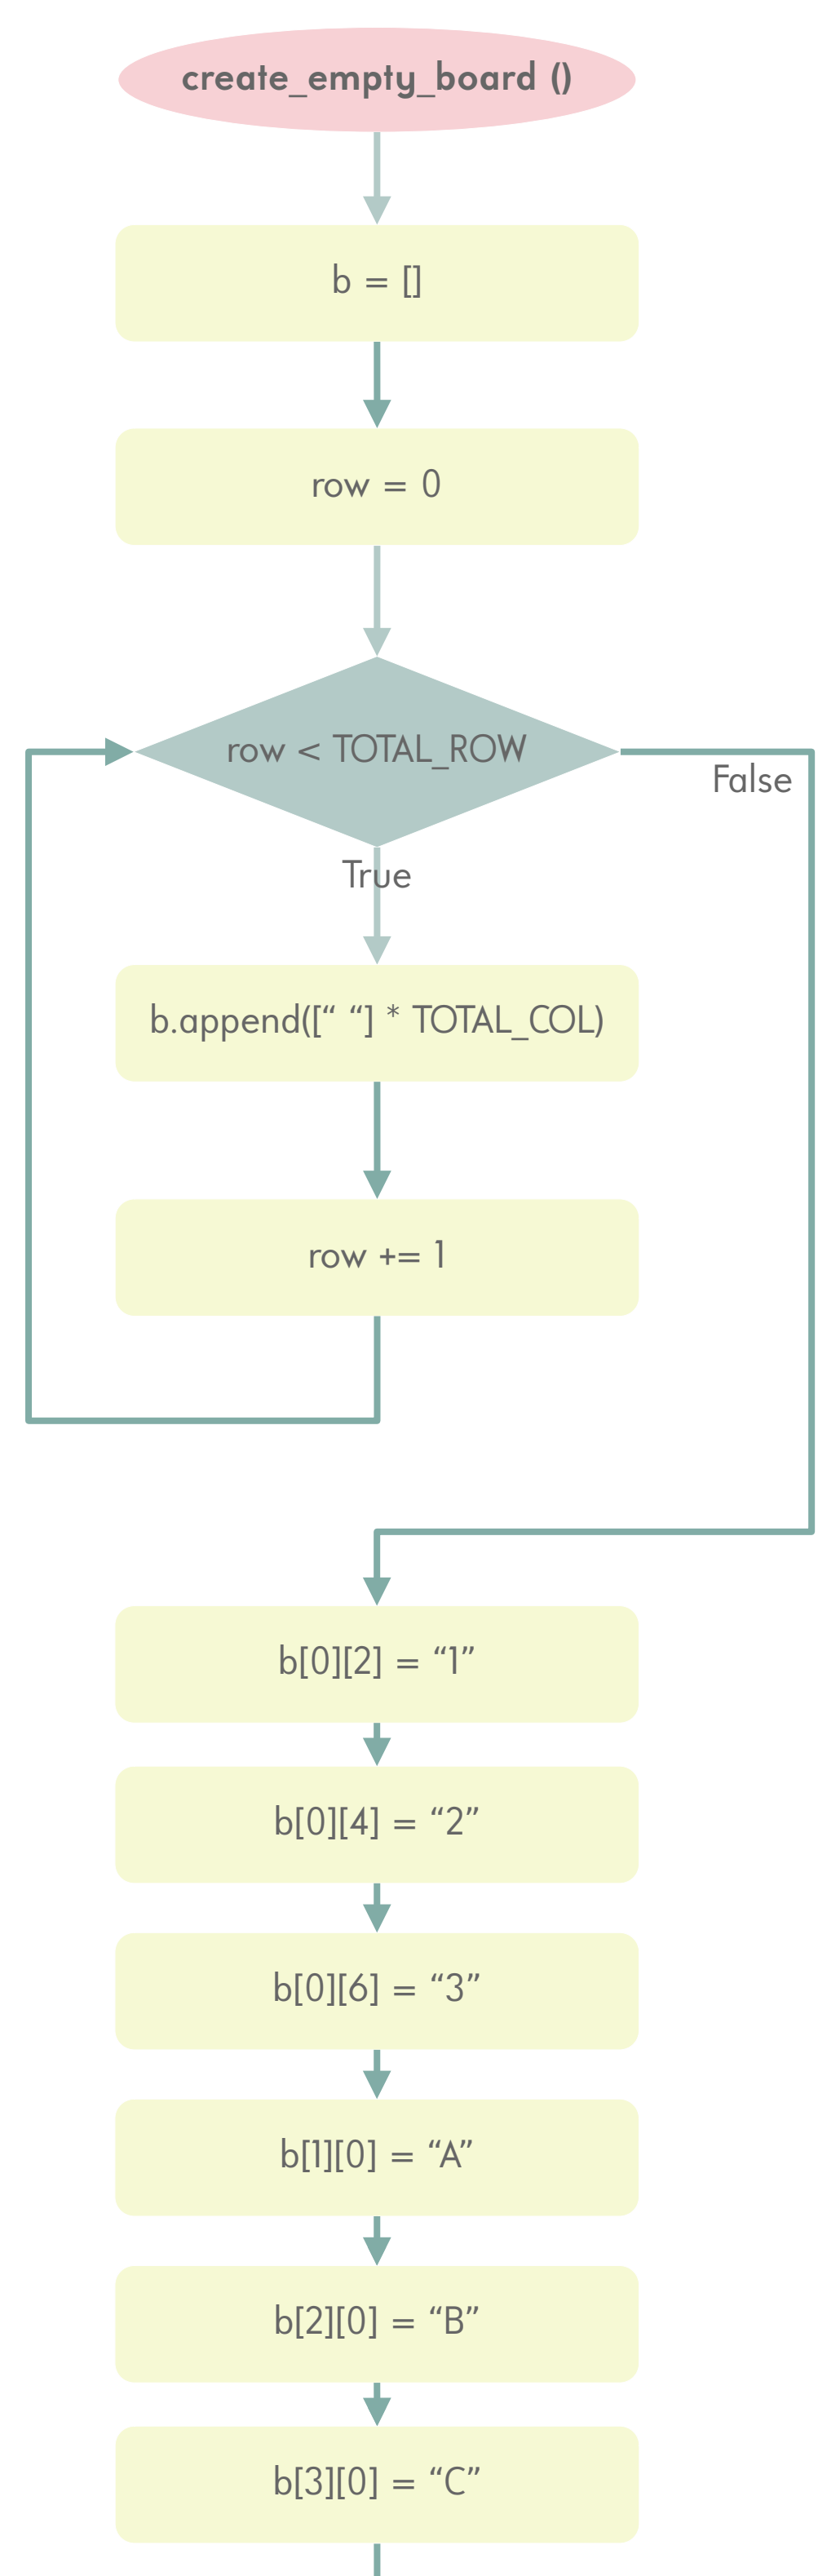 create_empty_board ()
b = []
row = 0
row < TOTAL_ROW
False
True
b.append([“ “] * TOTAL_COL)
row += 1
b[0][2] = “1”
b[0][4] = “2”
b[0][6] = “3”
b[1][0] = “A”
b[2][0] = “B”
b[3][0] = “C”